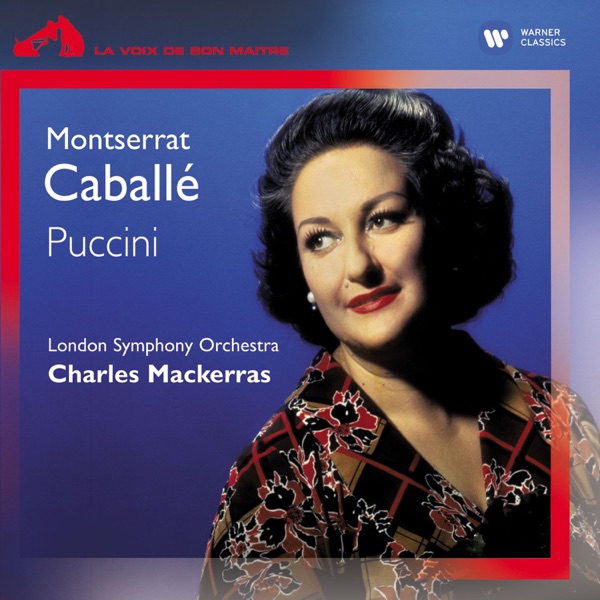 LA VOIX DE SON MAITRE
WARNER
CLASSICS
Montserrat
Caballé
Puccini
London Symphony Orchestra
Charles Mackerras